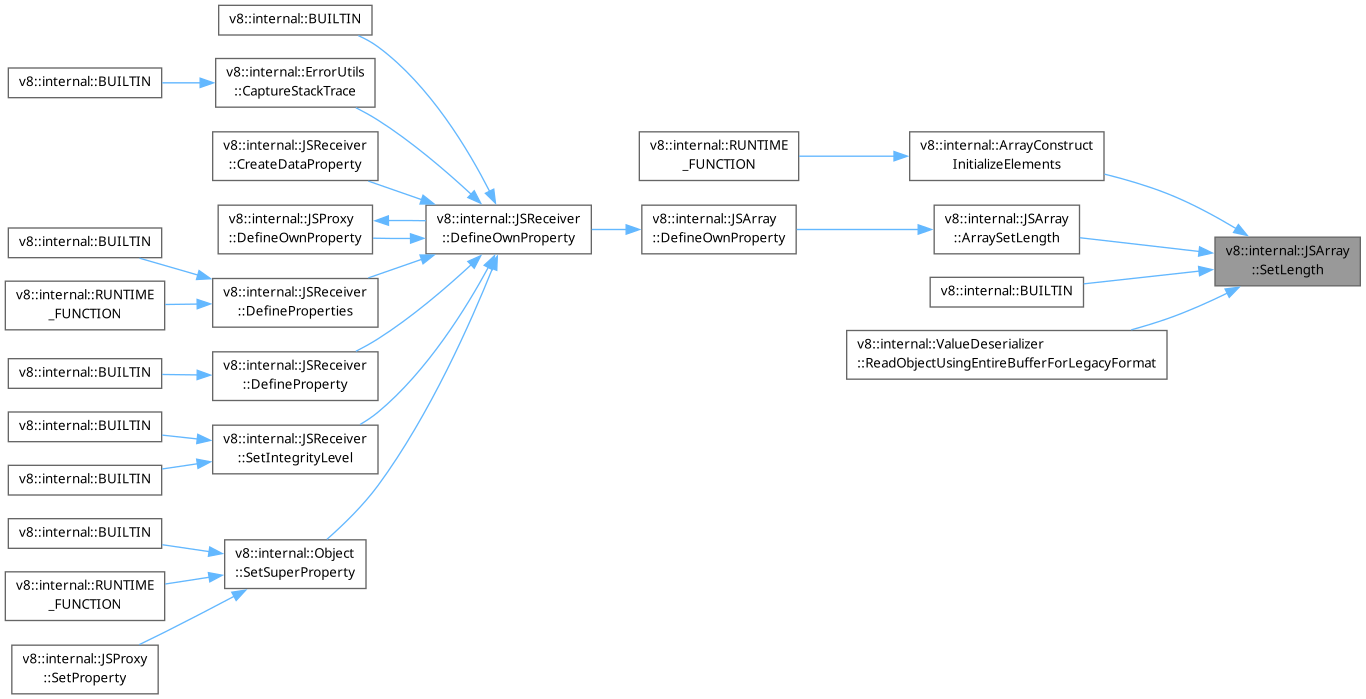 v8::internal::BUILTIN
v8::internal::BUILTIN
v8::internal::ErrorUtils
::CaptureStackTrace
v8::internal::JSReceiver
::CreateDataProperty
v8::internal::RUNTIME
_FUNCTION
v8::internal::ArrayConstruct
InitializeElements
v8::internal::BUILTIN
v8::internal::JSProxy
::DefineOwnProperty
v8::internal::JSReceiver
::DefineOwnProperty
v8::internal::JSArray
::DefineOwnProperty
v8::internal::JSArray
::ArraySetLength
v8::internal::JSArray
::SetLength
v8::internal::RUNTIME
_FUNCTION
v8::internal::JSReceiver
::DefineProperties
v8::internal::BUILTIN
v8::internal::ValueDeserializer
::ReadObjectUsingEntireBufferForLegacyFormat
v8::internal::BUILTIN
v8::internal::JSReceiver
::DefineProperty
v8::internal::BUILTIN
v8::internal::JSReceiver
::SetIntegrityLevel
v8::internal::BUILTIN
v8::internal::BUILTIN
v8::internal::Object
::SetSuperProperty
v8::internal::RUNTIME
_FUNCTION
v8::internal::JSProxy
::SetProperty